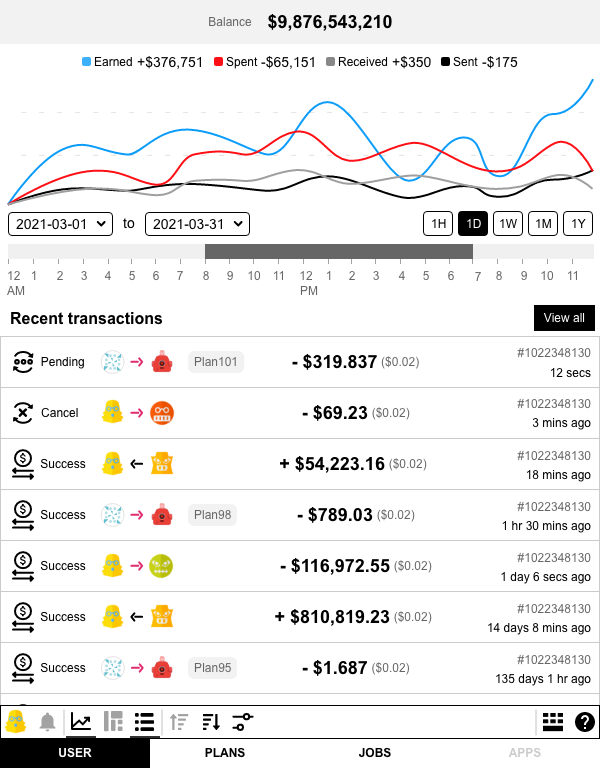 Balance $9,876,543,210
Earned +$376,751 Spent -$65,151 Received +$350 Sent -$175
2021-03-01 to 2021-03-31 1H 1D 1W 1M 1Y
12 1 2 3 4 5 6 7 8 9 10 11 12 1 2 3 4 5 6 7 8 9 10 11
AM PM
Recent transactions View all
Pending Plan101 - $319.837 ($0.02) #1022348130
12 secs
Cancel - $69.23 ($0.02) #1022348130
3 mins ago
Success + $54,223.16 ($0.02) #1022348130
18 mins ago
Success Plan98 - $789.03 ($0.02) #1022348130
1 hr 30 mins ago
Success - $116,972.55 ($0.02) #1022348130
1 day 6 secs ago
Success + $810,819.23 ($0.02) #1022348130
14 days 8 mins ago
Success Plan95 - $1.687 ($0.02) #1022348130
135 days 1 hr ago
USER PLANS JOBS APPS